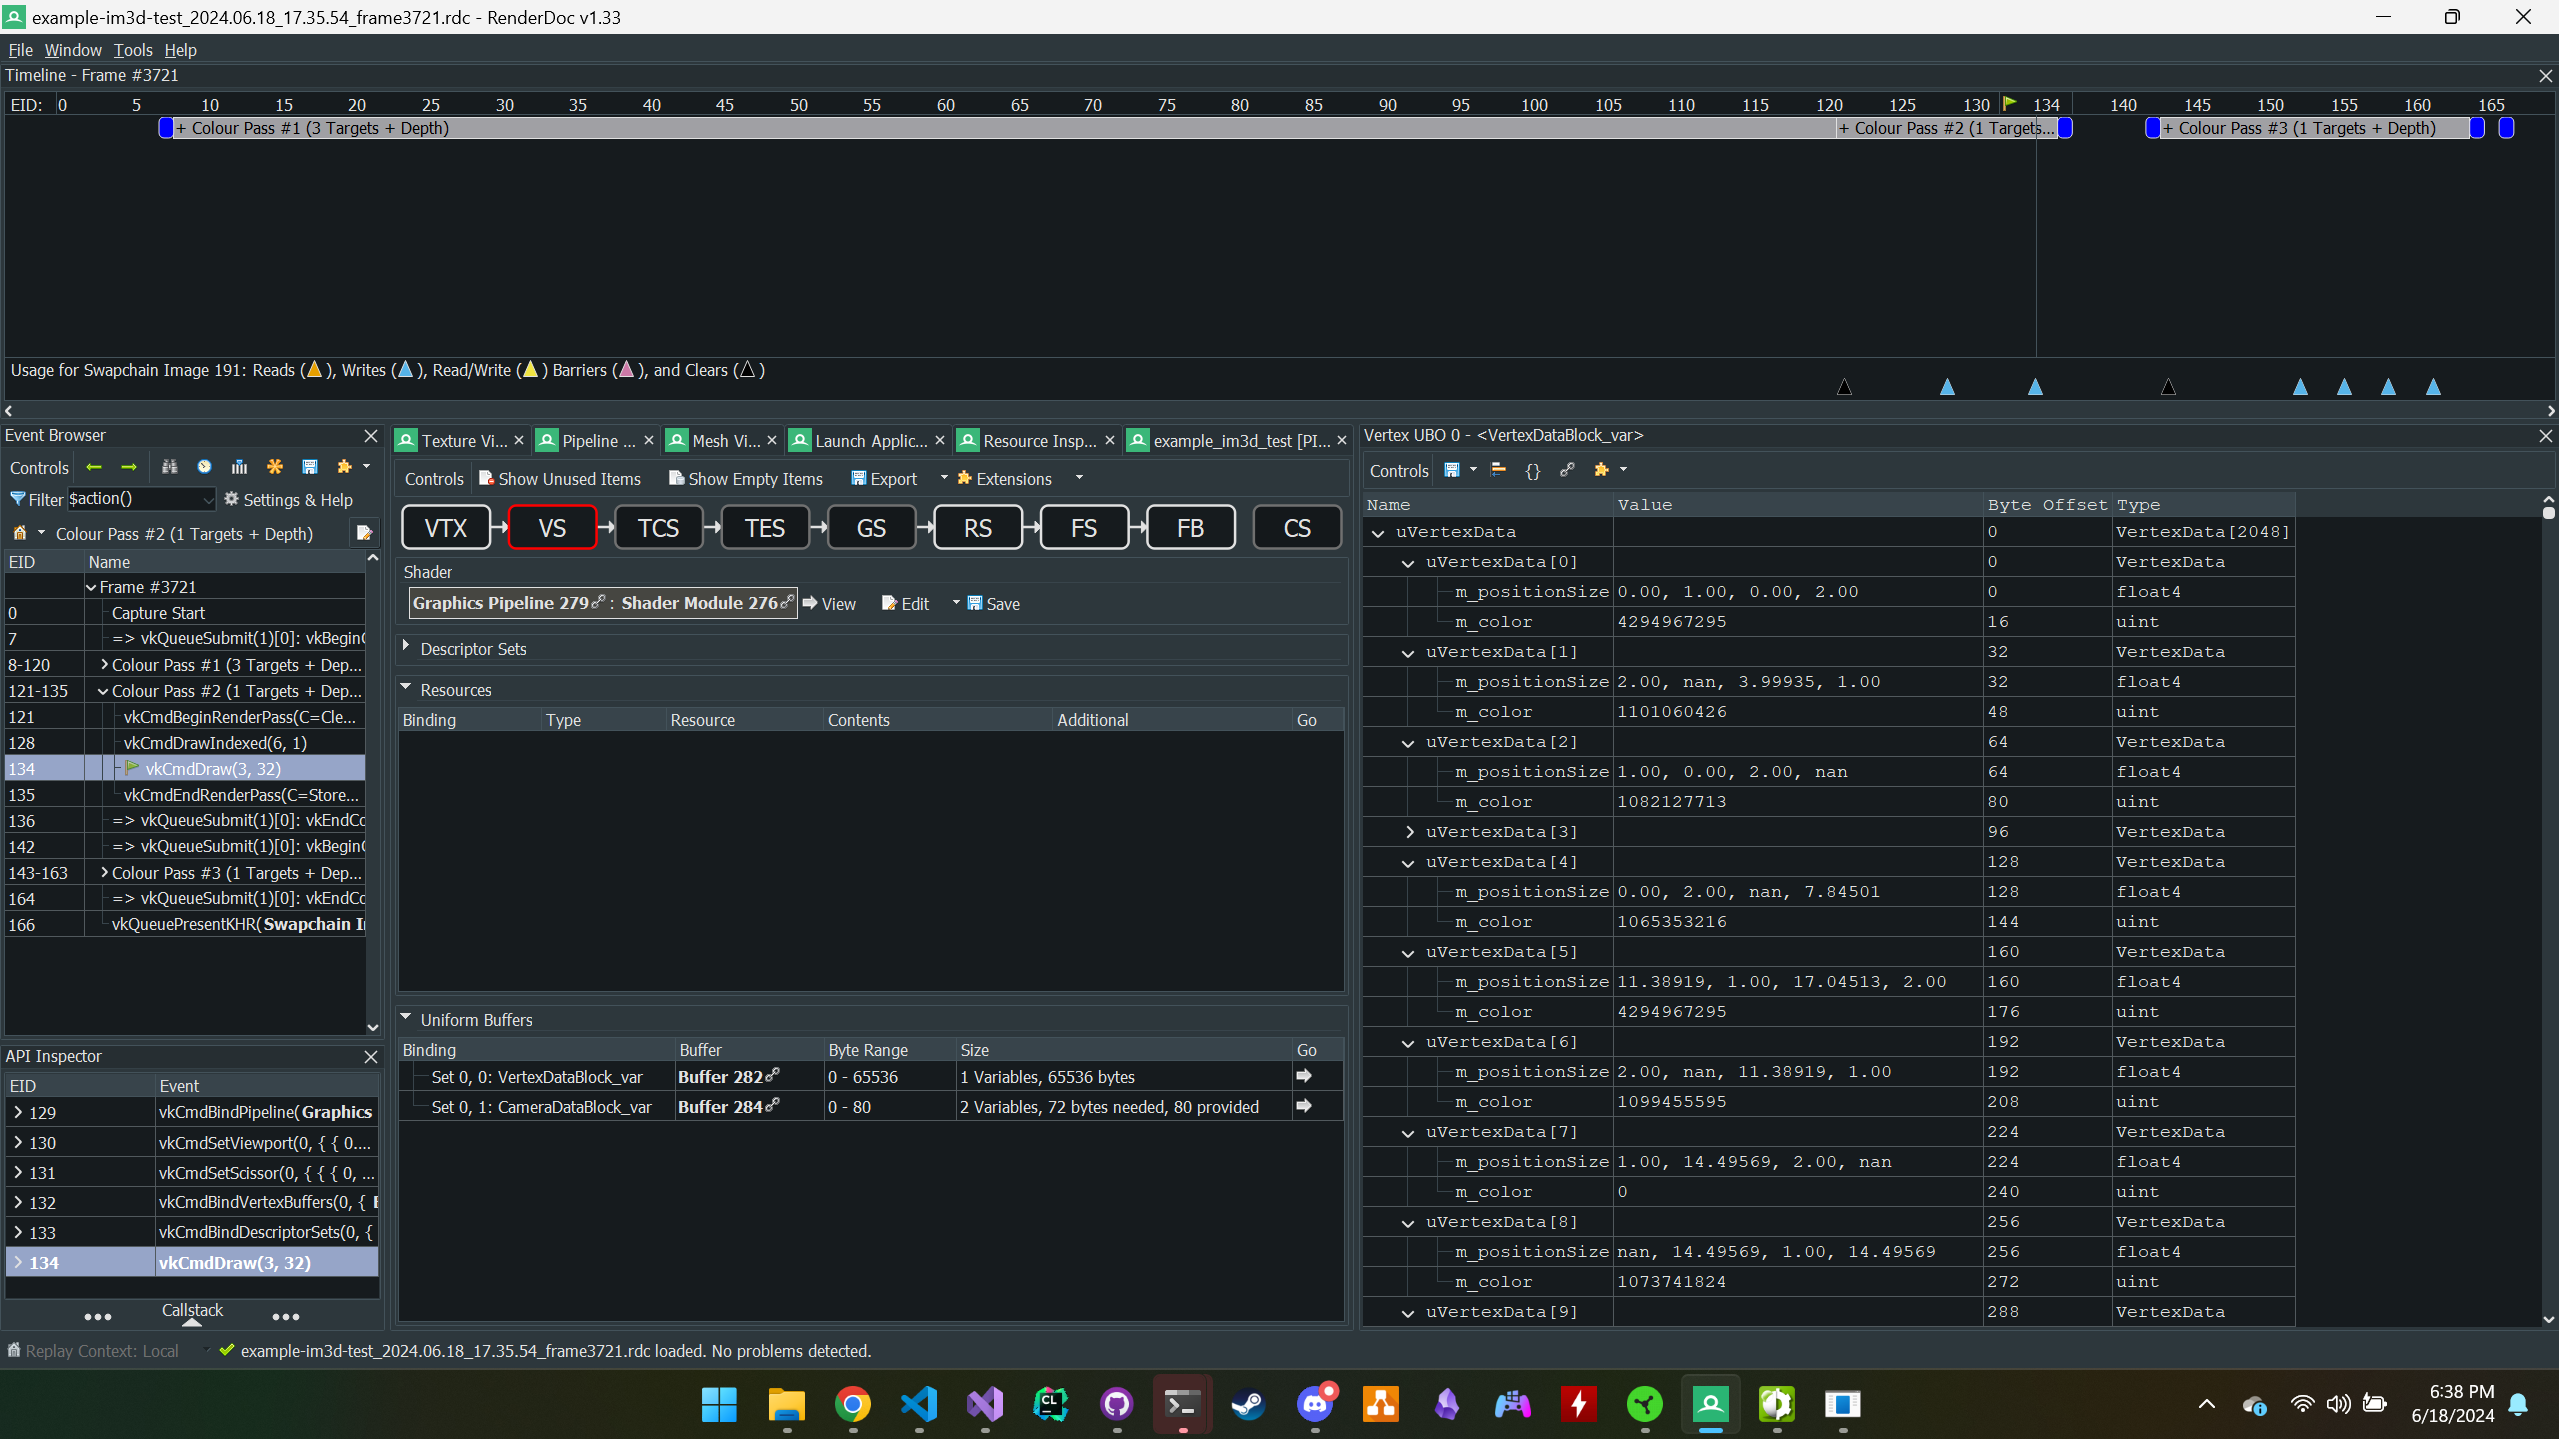 example-im3d-test_2024.06.18_17.35.54_frame3721.rdc - RenderDoc v1.33
File Window Tools Help
Timeline - Frame #3721
EID: 0 5 10 15 20 25 30 35 40 45 50 55 60 65 70 75 80 85 90 95 100 105 110 115 120 125 130 134 140 145 150 155 160 165
+ Colour Pass #1 (3 Targets + Depth) + Colour Pass #2 (1 Targets... + Colour Pass #3 (1 Targets + Depth)
Usage for Swapchain Image 191: Reads ( ), Writes ( ), Read/Write ( ) Barriers ( ), and Clears ( )
Event Browser
Controls
Filter $action() Settings & Help
Colour Pass #2 (1 Targets + Depth)
EID Name
Frame #3721
0 Capture Start
7 => vkQueueSubmit(1)[0]: vkBegin
8-120 Colour Pass #1 (3 Targets + Dep...
121-135 Colour Pass #2 (1 Targets + Dep...
121 vkCmdBeginRenderPass(C=Cle...
128 vkCmdDrawIndexed(6, 1)
134 vkCmdDraw(3, 32)
135 vkCmdEndRenderPass(C=Store...
136 => vkQueueSubmit(1)[0]: vkEndCo
142 => vkQueueSubmit(1)[0]: vkBegin
143-163 Colour Pass #3 (1 Targets + Dep...
164 => vkQueueSubmit(1)[0]: vkEndCo
166 vkQueuePresentKHR(Swapchain I
API Inspector
EID Event
129 vkCmdBindPipeline(Graphics
130 vkCmdSetViewport(0, { { 0....
131 vkCmdSetScissor(0, { { { 0, ...
132 vkCmdBindVertexBuffers(0, {
133 vkCmdBindDescriptorSets(0, {
134 vkCmdDraw(3, 32)
Callstack
Texture Vi... Pipeline ... Mesh Vi... Launch Applic... Resource Insp... example_im3d_test [PI...
Controls Show Unused Items Show Empty Items Export Extensions
VTX VS TCS TES GS RS FS FB CS
Shader
Graphics Pipeline 279 : Shader Module 276 View Edit Save
Descriptor Sets
Resources
Binding Type Resource Contents Additional Go
Uniform Buffers
Binding Buffer Byte Range Size Go
Set 0, 0: VertexDataBlock_var Buffer 282 0 - 65536 1 Variables, 65536 bytes
Set 0, 1: CameraDataBlock_var Buffer 284 0 - 80 2 Variables, 72 bytes needed, 80 provided
Vertex UBO 0 - <VertexDataBlock_var>
Controls {}
Name Value Byte Offset Type
uVertexData 0 VertexData[2048]
uVertexData[0] 0 VertexData
m_positionSize 0.00, 1.00, 0.00, 2.00 0 float4
m_color 4294967295 16 uint
uVertexData[1] 32 VertexData
m_positionSize 2.00, nan, 3.99935, 1.00 32 float4
m_color 1101060426 48 uint
uVertexData[2] 64 VertexData
m_positionSize 1.00, 0.00, 2.00, nan 64 float4
m_color 1082127713 80 uint
uVertexData[3] 96 VertexData
uVertexData[4] 128 VertexData
m_positionSize 0.00, 2.00, nan, 7.84501 128 float4
m_color 1065353216 144 uint
uVertexData[5] 160 VertexData
m_positionSize 11.38919, 1.00, 17.04513, 2.00 160 float4
m_color 4294967295 176 uint
uVertexData[6] 192 VertexData
m_positionSize 2.00, nan, 11.38919, 1.00 192 float4
m_color 1099455595 208 uint
uVertexData[7] 224 VertexData
m_positionSize 1.00, 14.49569, 2.00, nan 224 float4
m_color 0 240 uint
uVertexData[8] 256 VertexData
m_positionSize nan, 14.49569, 1.00, 14.49569 256 float4
m_color 1073741824 272 uint
uVertexData[9] 288 VertexData
Replay Context: Local example-im3d-test_2024.06.18_17.35.54_frame3721.rdc loaded. No problems detected.
CL
6:38 PM
6/18/2024